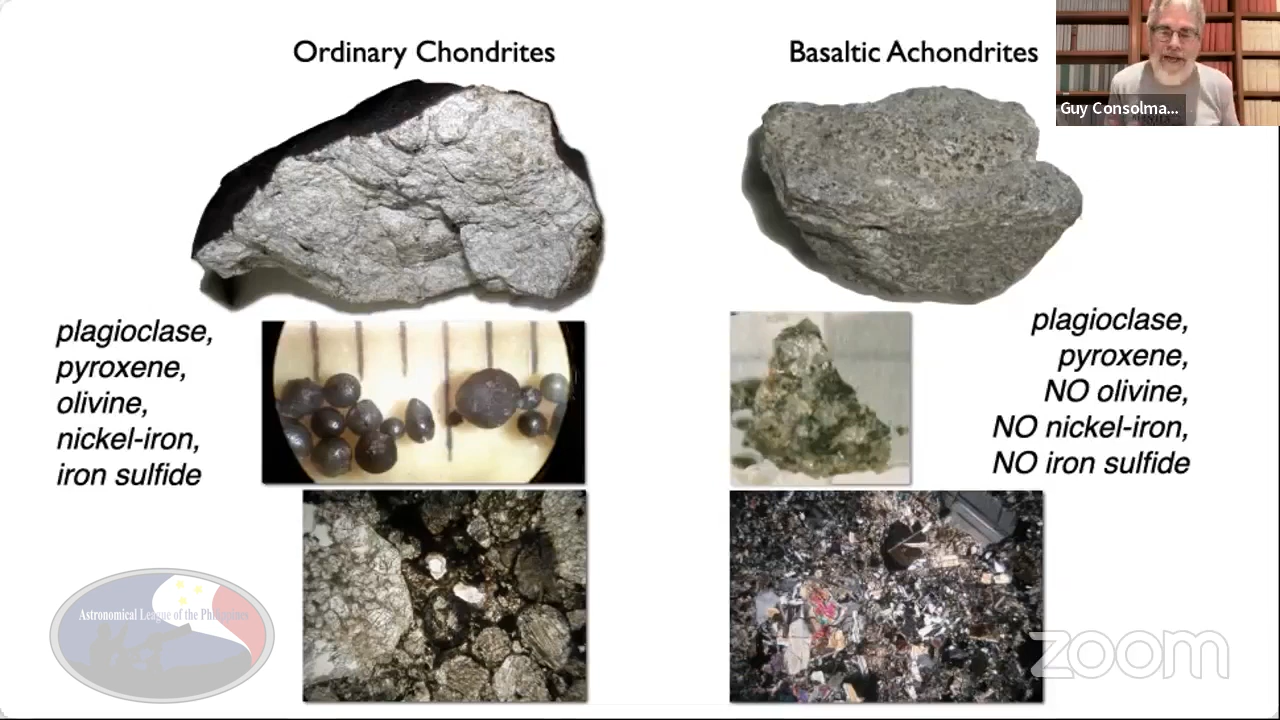 Ordinary Chondrites
Basaltic Achondrites
Guy Consolma...
plagioclase,
pyroxene,
olivine,
nickel-iron,
iron sulfide
plagioclase,
pyroxene,
NO olivine,
NO nickel-iron,
NO iron sulfide
Astronomical League of the Philippines
zoom